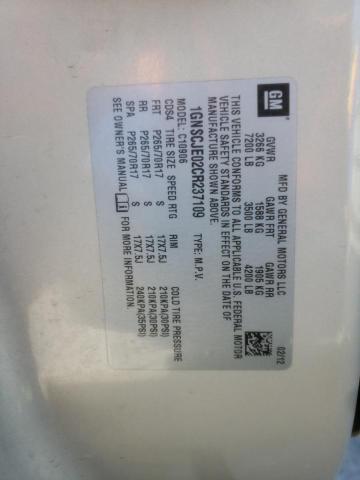 GM
MFD BY GENERAL MOTORS LLC
02/12
GVWR GAWR FRT GAWR RR
3266 KG 1588 KG 1905 KG
7200 LB 3500 LB 4200 LB
THIS VEHICLE CONFORMS TO ALL APPLICABLE U.S. FEDERAL MOTOR
VEHICLE SAFETY STANDARDS IN EFFECT ON THE DATE OF
MANUFACTURE SHOWN ABOVE.
1GNSCJE02CR237109 TYPE: M.P.V.
MODEL: C10906
CDS4 TIRE SIZE SPEED RTG RIM COLD TIRE PRESSURE
FRT P265/70R17 S 17X7.5J 210KPA(30PSI)
RR P265/70R17 S 17X7.5J 210KPA(30PSI)
SPA P265/70R17 S 17X7.5J 240KPA(35PSI)
SEE OWNER'S MANUAL FOR MORE INFORMATION.